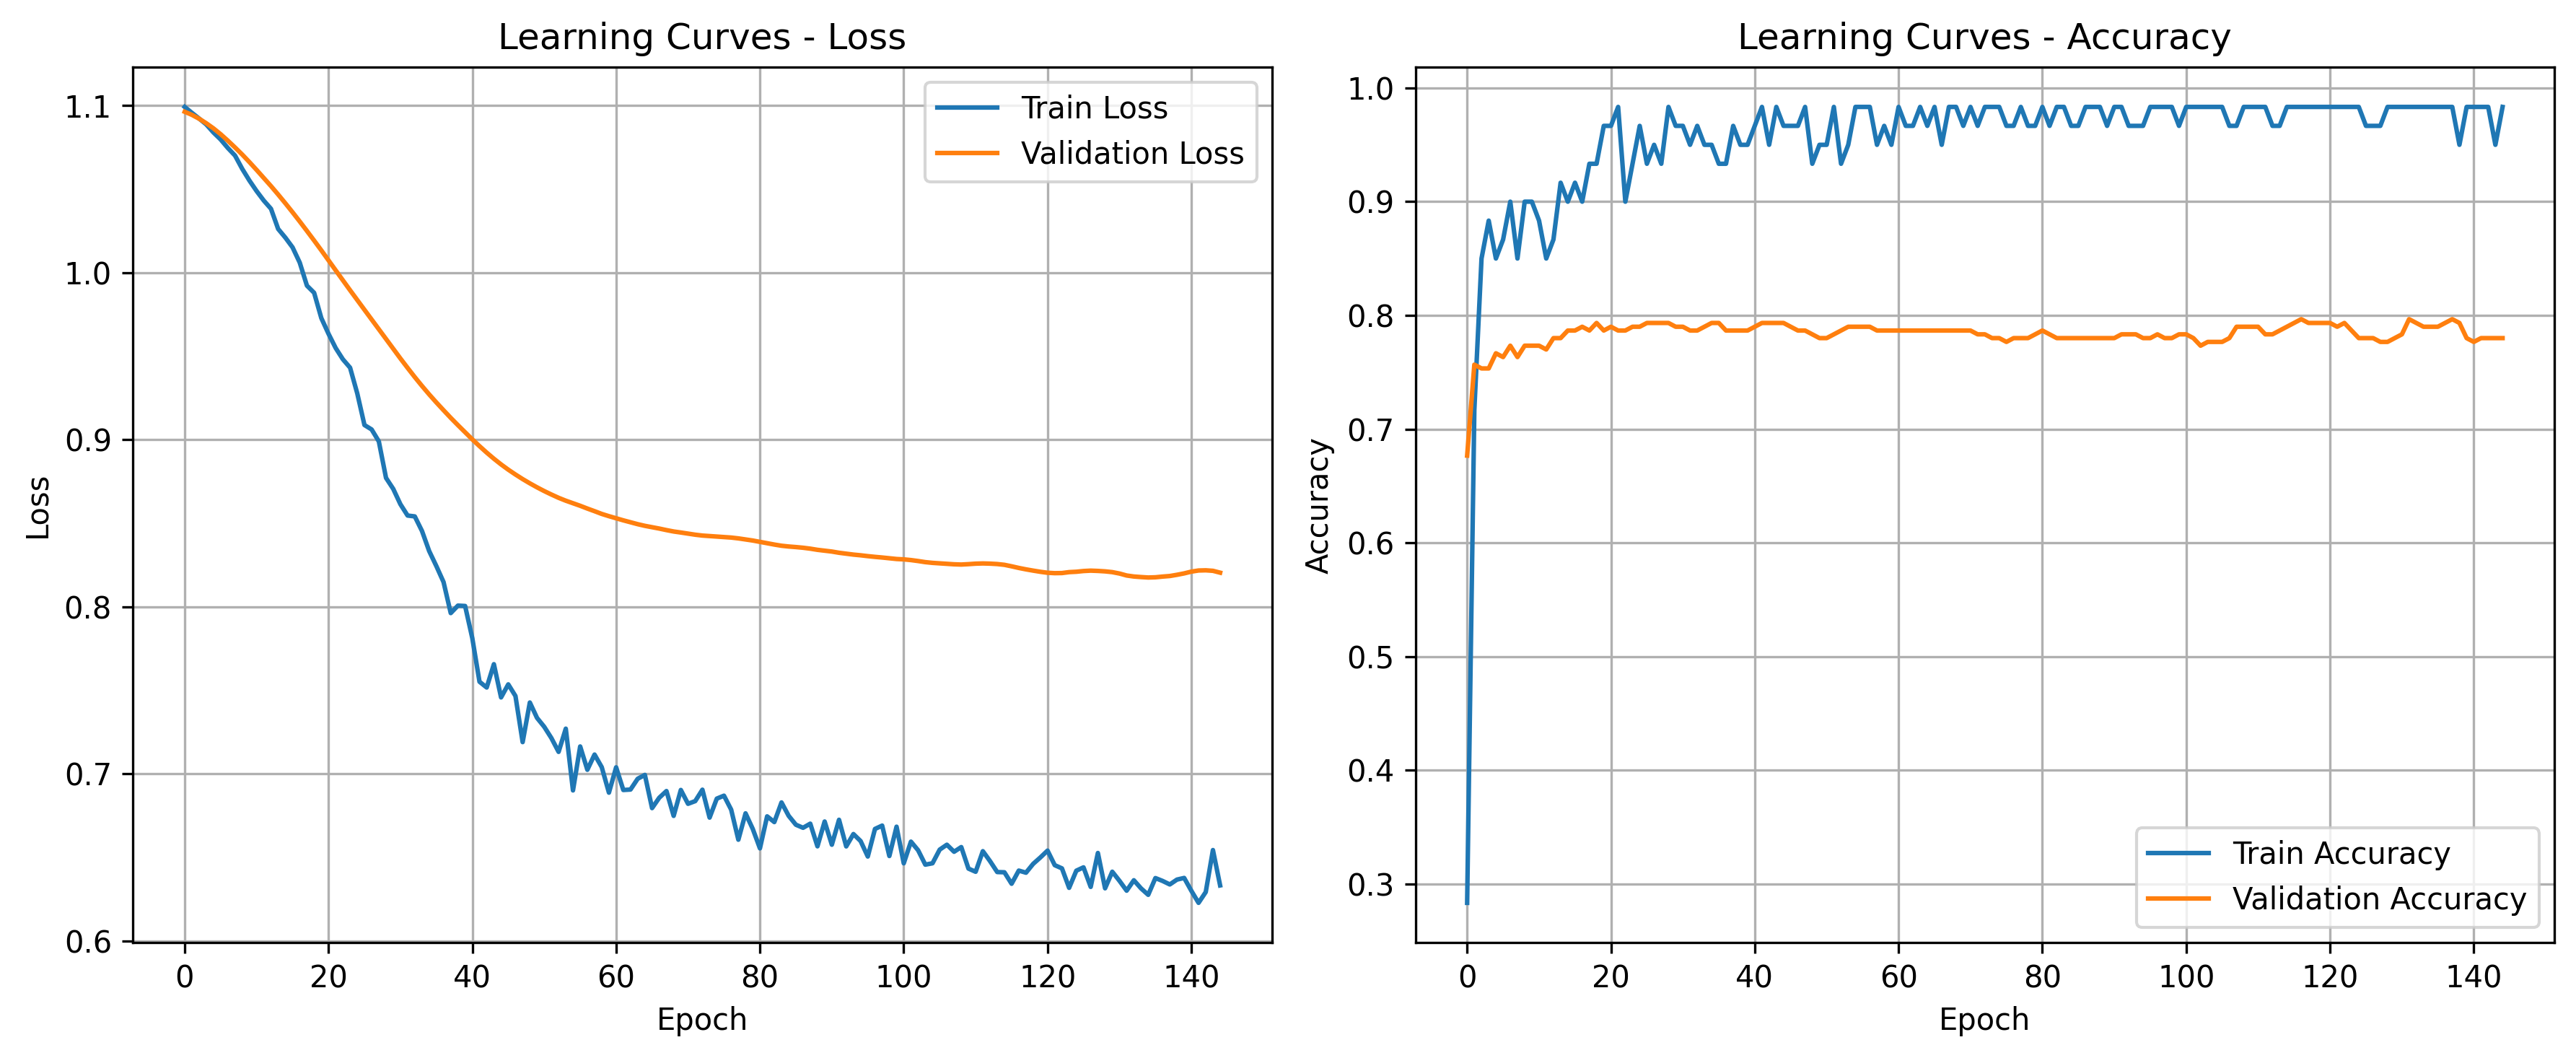 Learning Curves - Loss
1.1
1.0
0.9
0.8
0.7
0.6
Loss
Train Loss
Validation Loss
0 20 40 60 80 100 120 140
Epoch
Learning Curves - Accuracy
1.0
0.9
0.8
0.7
0.6
0.5
0.4
0.3
Accuracy
Train Accuracy
Validation Accuracy
0 20 40 60 80 100 120 140
Epoch